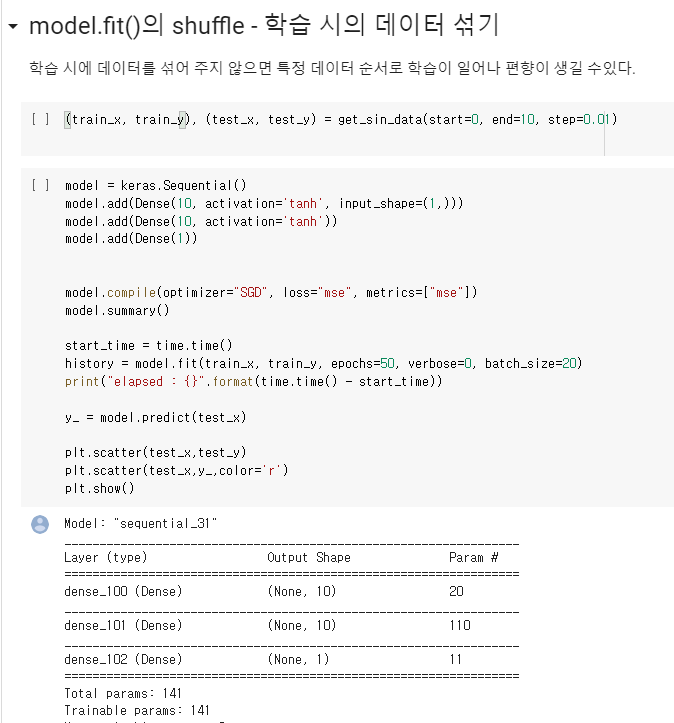 model.fit()의 shuffle - 학습 시의 데이터 섞기
학습 시에 데이터를 섞어 주지 않으면 특정 데이터 순서로 학습이 일어나 편향이 생길 수있다.
[ ] (train_x, train_y), (test_x, test_y) = get_sin_data(start=0, end=10, step=0.01)
[ ] model = keras.Sequential()
model.add(Dense(10, activation='tanh', input_shape=(1,)))
model.add(Dense(10, activation='tanh'))
model.add(Dense(1))
model.compile(optimizer="SGD", loss="mse", metrics=["mse"])
model.summary()
start_time = time.time()
history = model.fit(train_x, train_y, epochs=50, verbose=0, batch_size=20)
print("elapsed : {}".format(time.time() - start_time))
y_ = model.predict(test_x)
plt.scatter(test_x,test_y)
plt.scatter(test_x,y_,color='r')
plt.show()
Model: "sequential_31"
Layer (type) Output Shape Param #
dense_100 (Dense) (None, 10) 20
dense_101 (Dense) (None, 10) 110
dense_102 (Dense) (None, 1) 11
Total params: 141
Trainable params: 141